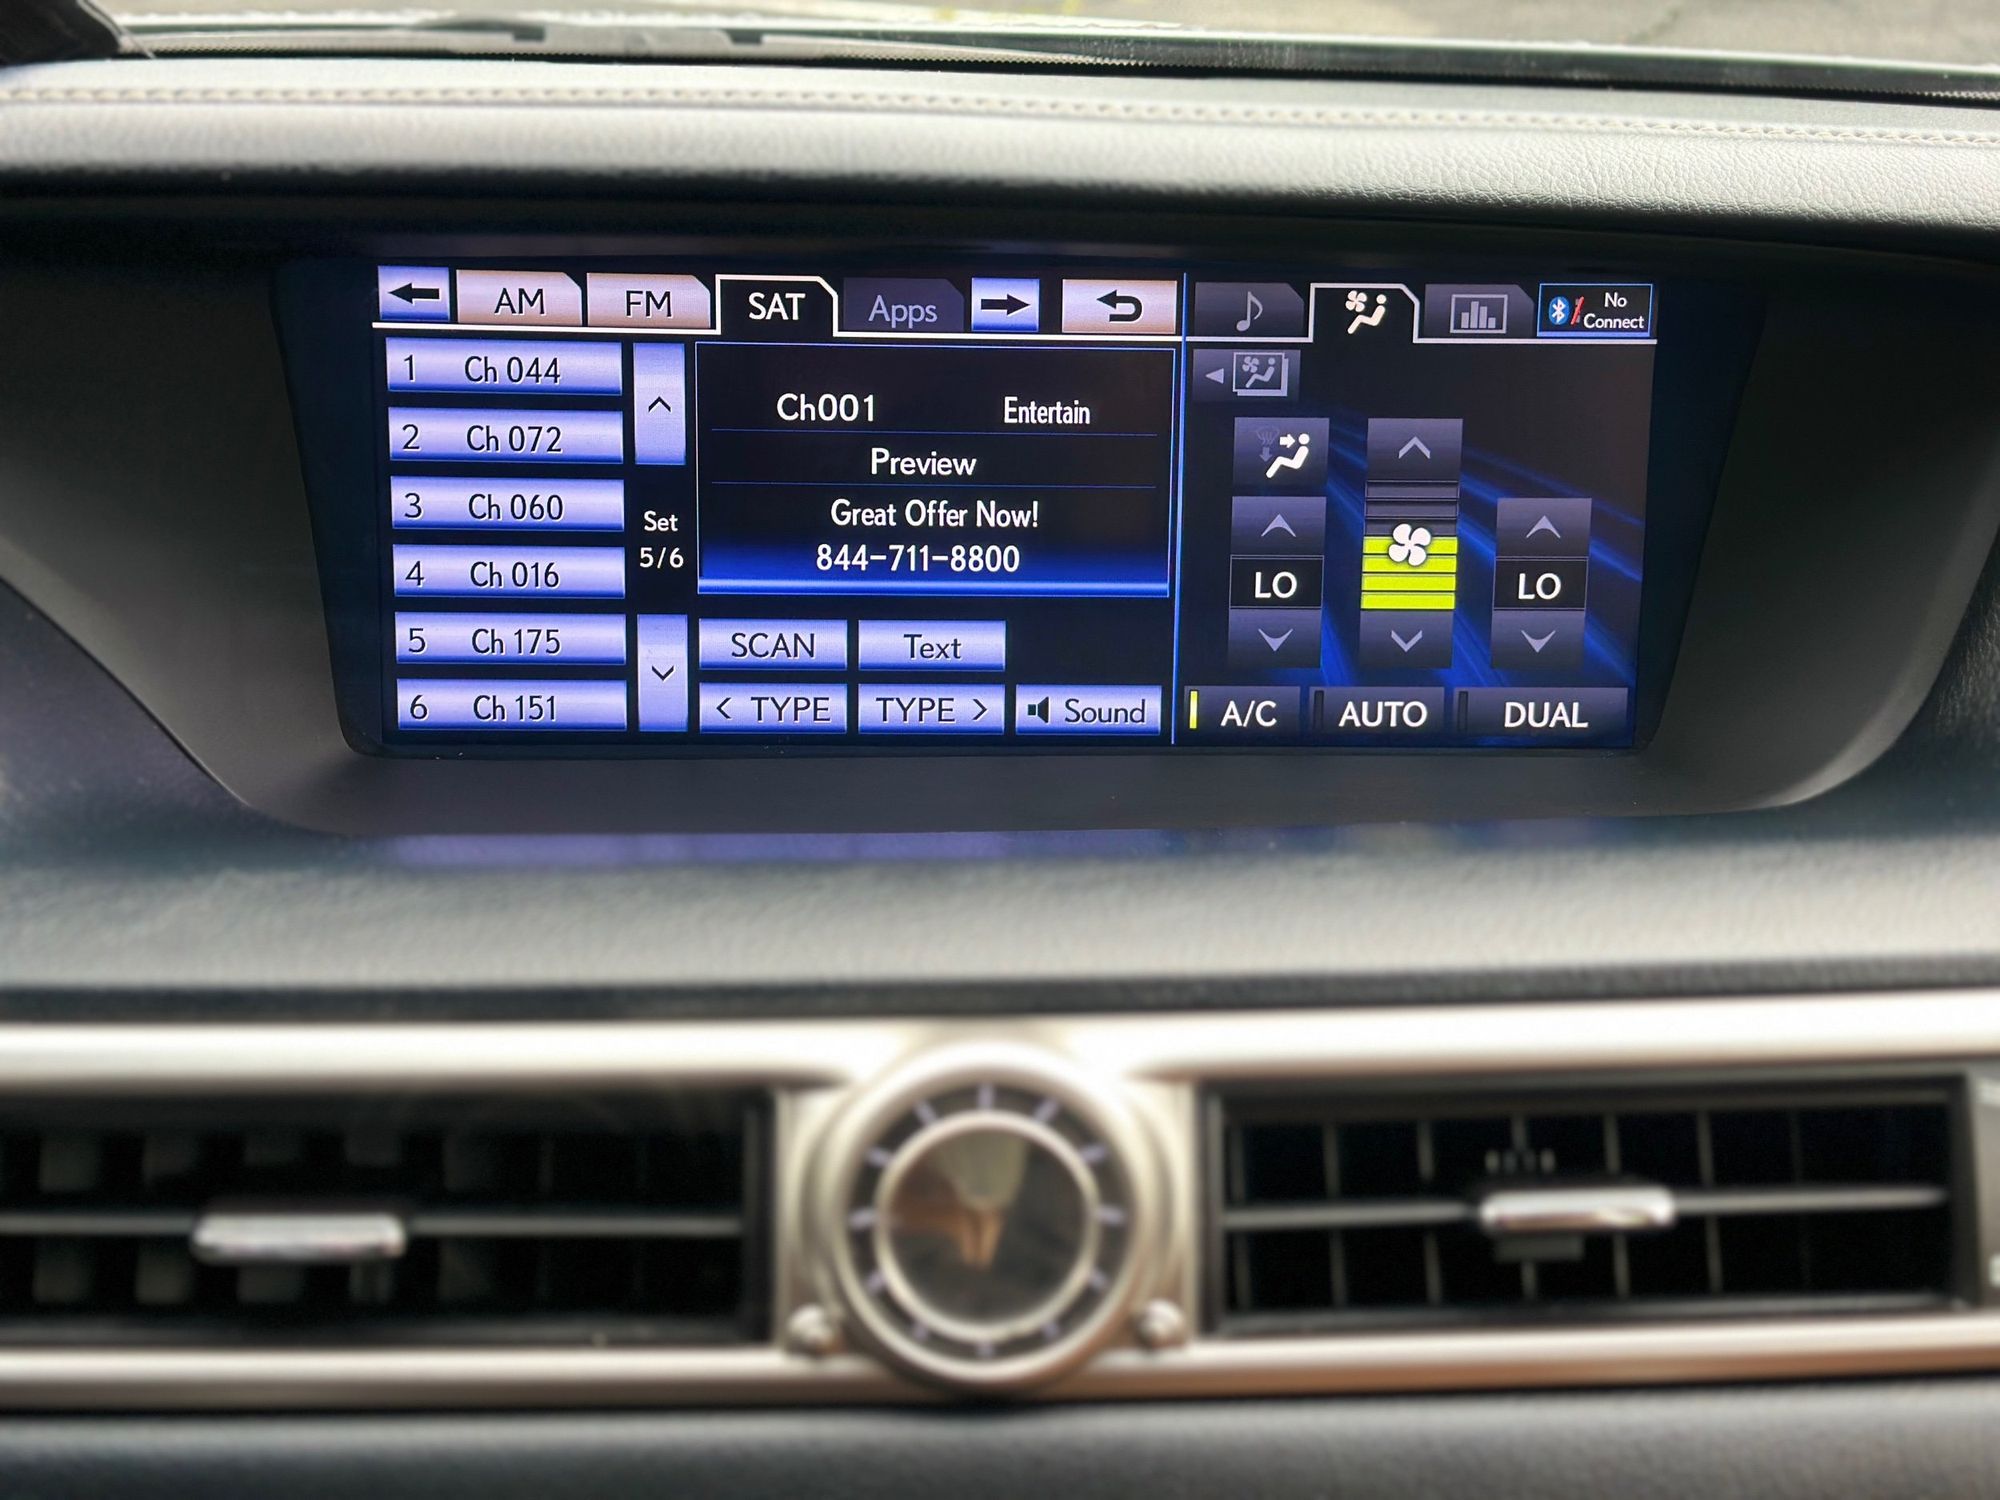 AM FM SAT Apps
No
Connect
1 Ch 044
2 Ch 072
3 Ch 060
4 Ch 016
5 Ch 175
6 Ch 151
Set
5/6
Ch001 Entertain
Preview
Great Offer Now!
844-711-8800
SCAN Text
< TYPE TYPE > Sound
LO LO
A/C AUTO DUAL